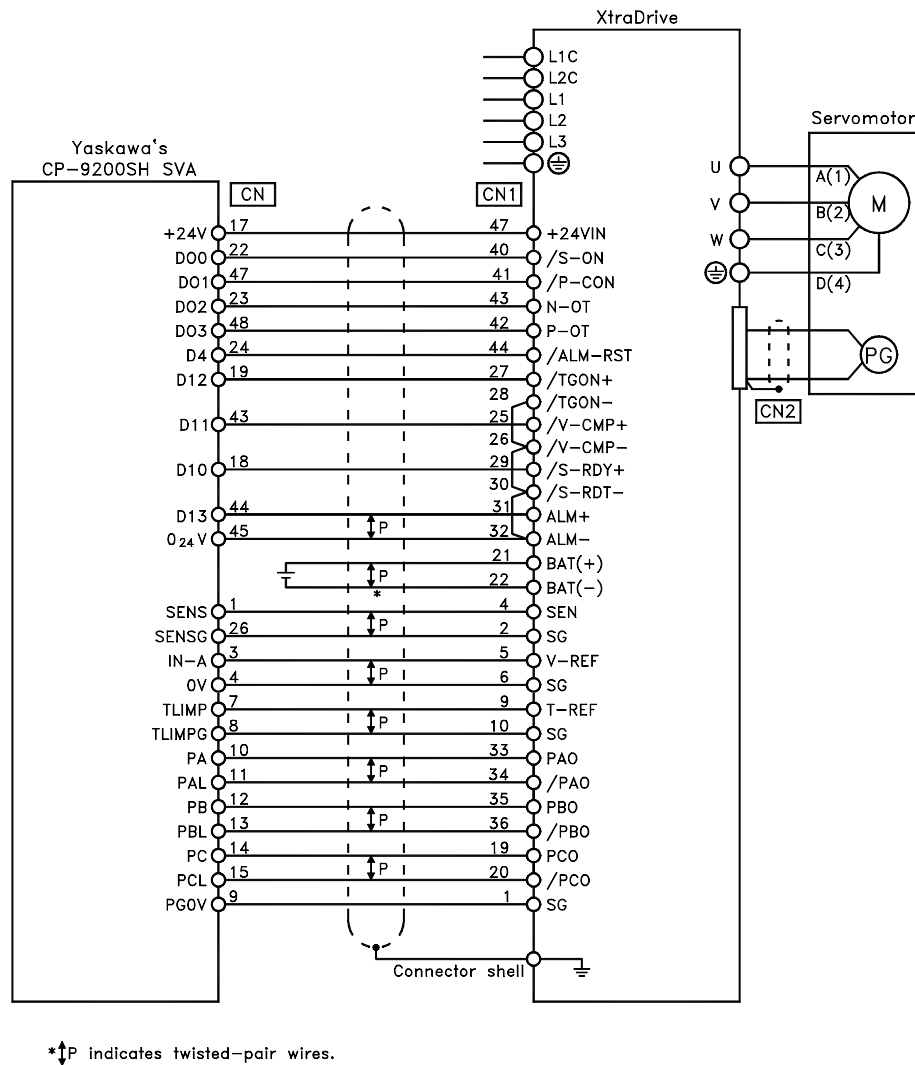 XtraDrive
L1C
L2C
L1
L2
L3
Servomotor
Yaskawa's
CP-9200SH SVA
CN
CN1
U
V
W
A(1)
B(2)
C(3)
D(4)
M
PG
CN2
+24V 17 47 +24VIN
DO0 22 40 /S-ON
DO1 47 41 /P-CON
DO2 23 43 N-OT
DO3 48 42 P-OT
D4 24 44 /ALM-RST
D12 19 27 /TGON+
28 /TGON-
D11 43 25 /V-CMP+
26 /V-CMP-
D10 18 29 /S-RDY+
30 /S-RDT-
D13 44 31 ALM+
P
024V 45 32 ALM-
21 BAT(+)
P
22 BAT(-)
*
SENS 1 4 SEN
P
SENSG 26 2 SG
IN-A 3 5 V-REF
P
0V 4 6 SG
TLIMP 7 9 T-REF
P
TLIMPG 8 10 SG
PA 10 33 PAO
P
PAL 11 34 /PAO
PB 12 35 PBO
P
PBL 13 36 /PBO
PC 14 19 PCO
P
PCL 15 20 /PCO
PG0V 9 1 SG
Connector shell
*↕P indicates twisted-pair wires.